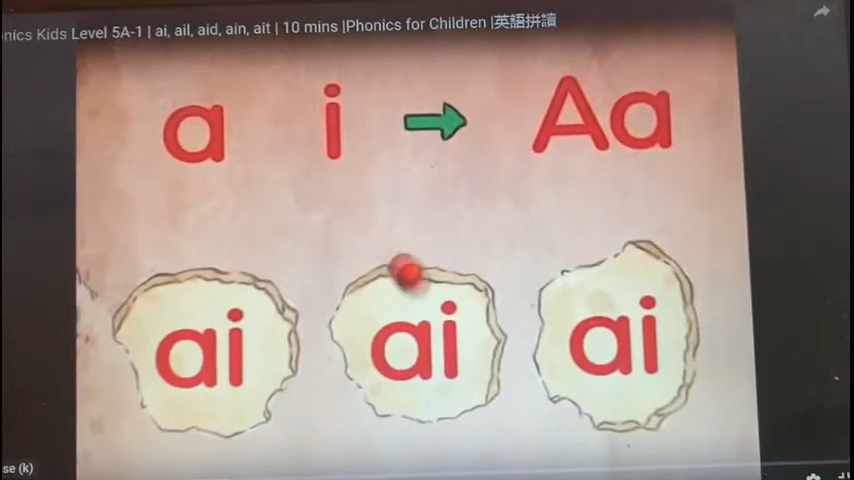 nics Kids Level 5A-1 | ai, ail, aid, ain, ait | 10 mins |Phonics for Children |英語拼讀
a i Aa
ai ai ai
se (k)